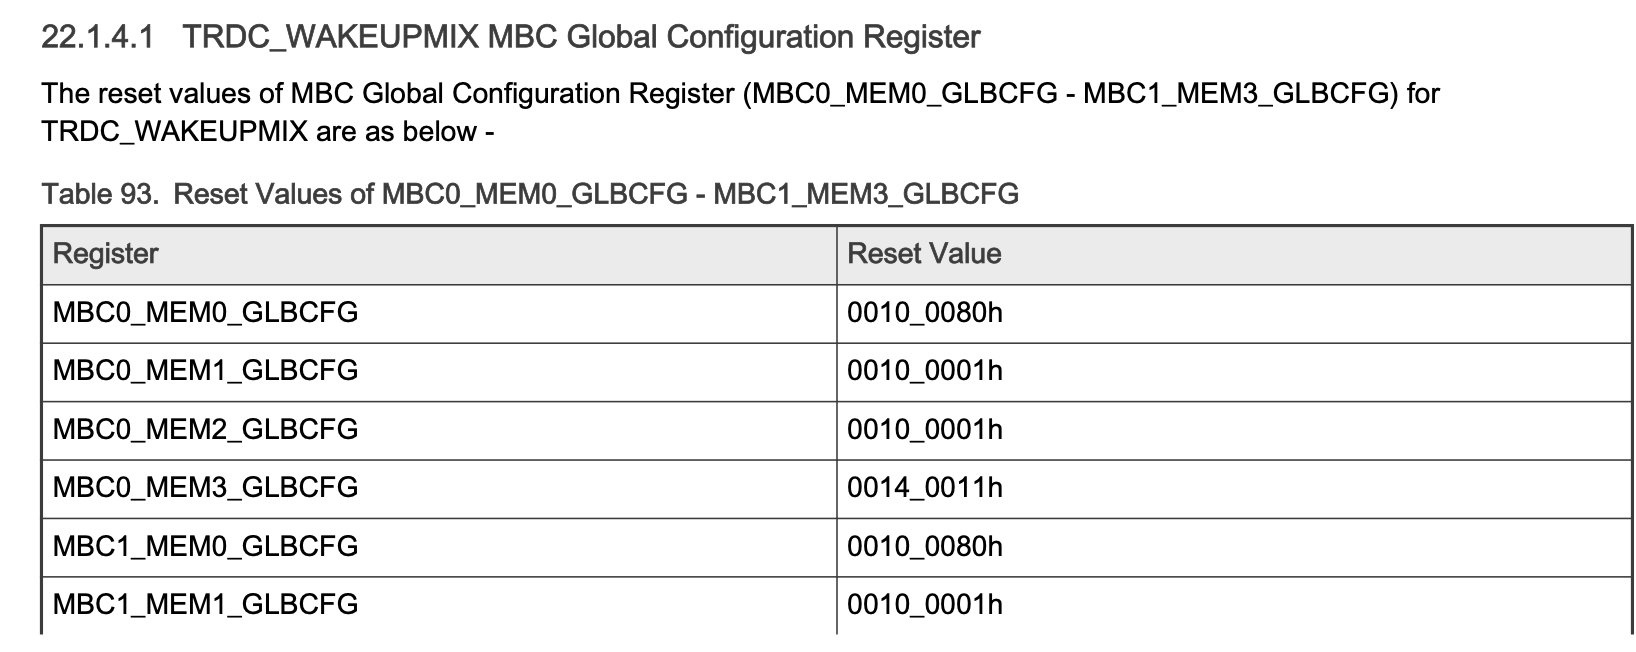 22.1.4.1 TRDC_WAKEUPMIX MBC Global Configuration Register
The reset values of MBC Global Configuration Register (MBC0_MEM0_GLBCFG - MBC1_MEM3_GLBCFG) for
TRDC_WAKEUPMIX are as below -
Table 93. Reset Values of MBC0_MEM0_GLBCFG - MBC1_MEM3_GLBCFG
Register Reset Value
MBC0_MEM0_GLBCFG 0010_0080h
MBC0_MEM1_GLBCFG 0010_0001h
MBC0_MEM2_GLBCFG 0010_0001h
MBC0_MEM3_GLBCFG 0014_0011h
MBC1_MEM0_GLBCFG 0010_0080h
MBC1_MEM1_GLBCFG 0010_0001h